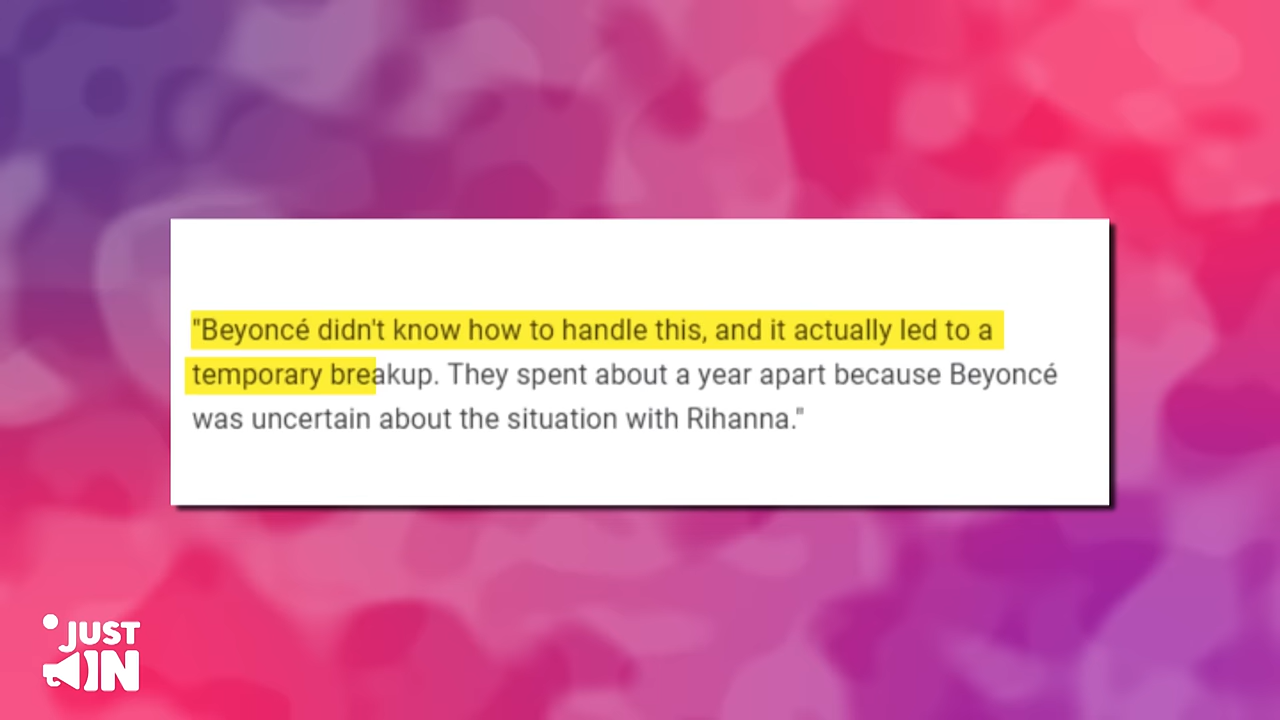 "Beyoncé didn't know how to handle this, and it actually led to a
temporary breakup. They spent about a year apart because Beyoncé
was uncertain about the situation with Rihanna."
JUST
IN